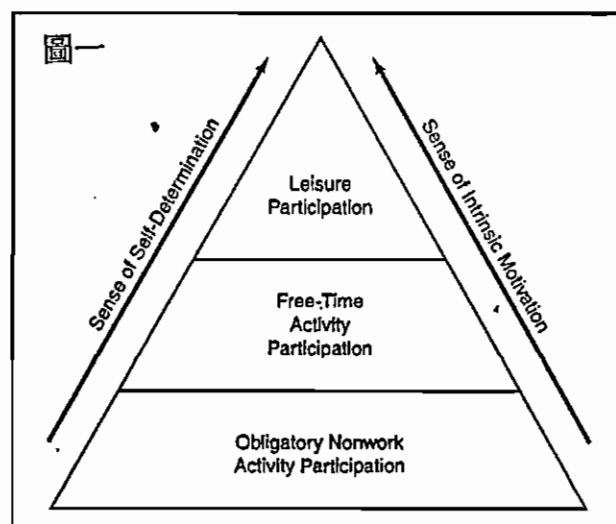 圖一
Sense of Self-Determination
Sense of Intrinsic Motivation
Leisure
Participation
Free-Time
Activity
Participation
Obligatory Nonwork
Activity Participation